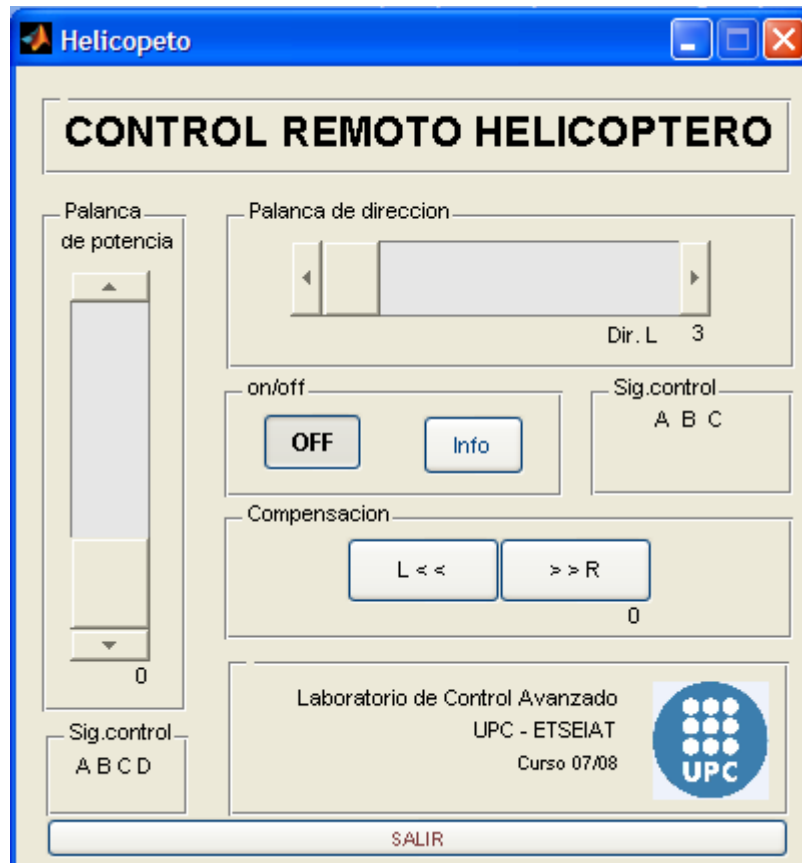 Helicopeto
CONTROL REMOTO HELICOPTERO
Palanca
de potencia
0
Palanca de direccion
Dir. L 3
on/off
OFF
Info
Sig.control
A B C
Compensacion
L < <
> > R
0
Sig.control
A B C D
Laboratorio de Control Avanzado
UPC - ETSEIAT
Curso 07/08
UPC
SALIR